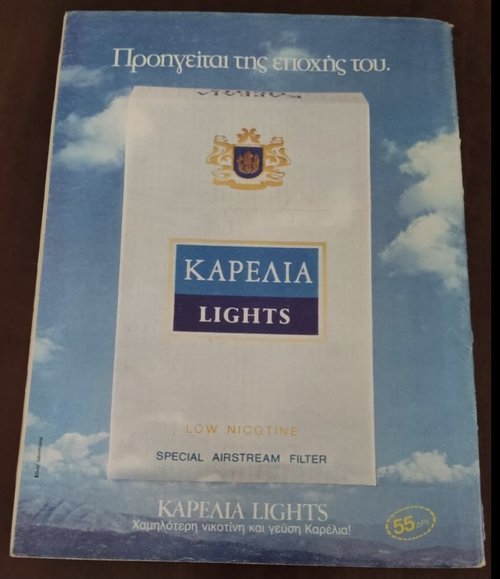 Προηγείται της εποχής του.
ΚΑΡΕΛΙΑ
LIGHTS
LOW NICOTINE
SPECIAL AIRSTREAM FILTER
ΚΑΡΕΛΙΑ LIGHTS
Χαμηλότερη νικοτίνη και γεύση Καρέλια!
55 ΔΡΧ